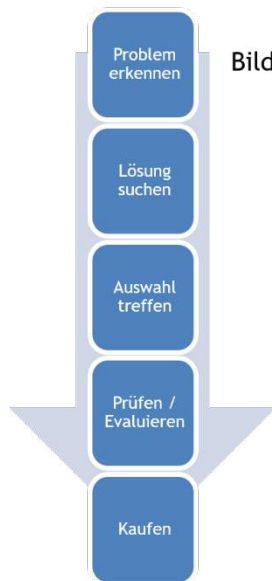 Problem
erkennen
Bild
Lösung
suchen
Auswahl
treffen
Prüfen /
Evaluieren
Kaufen